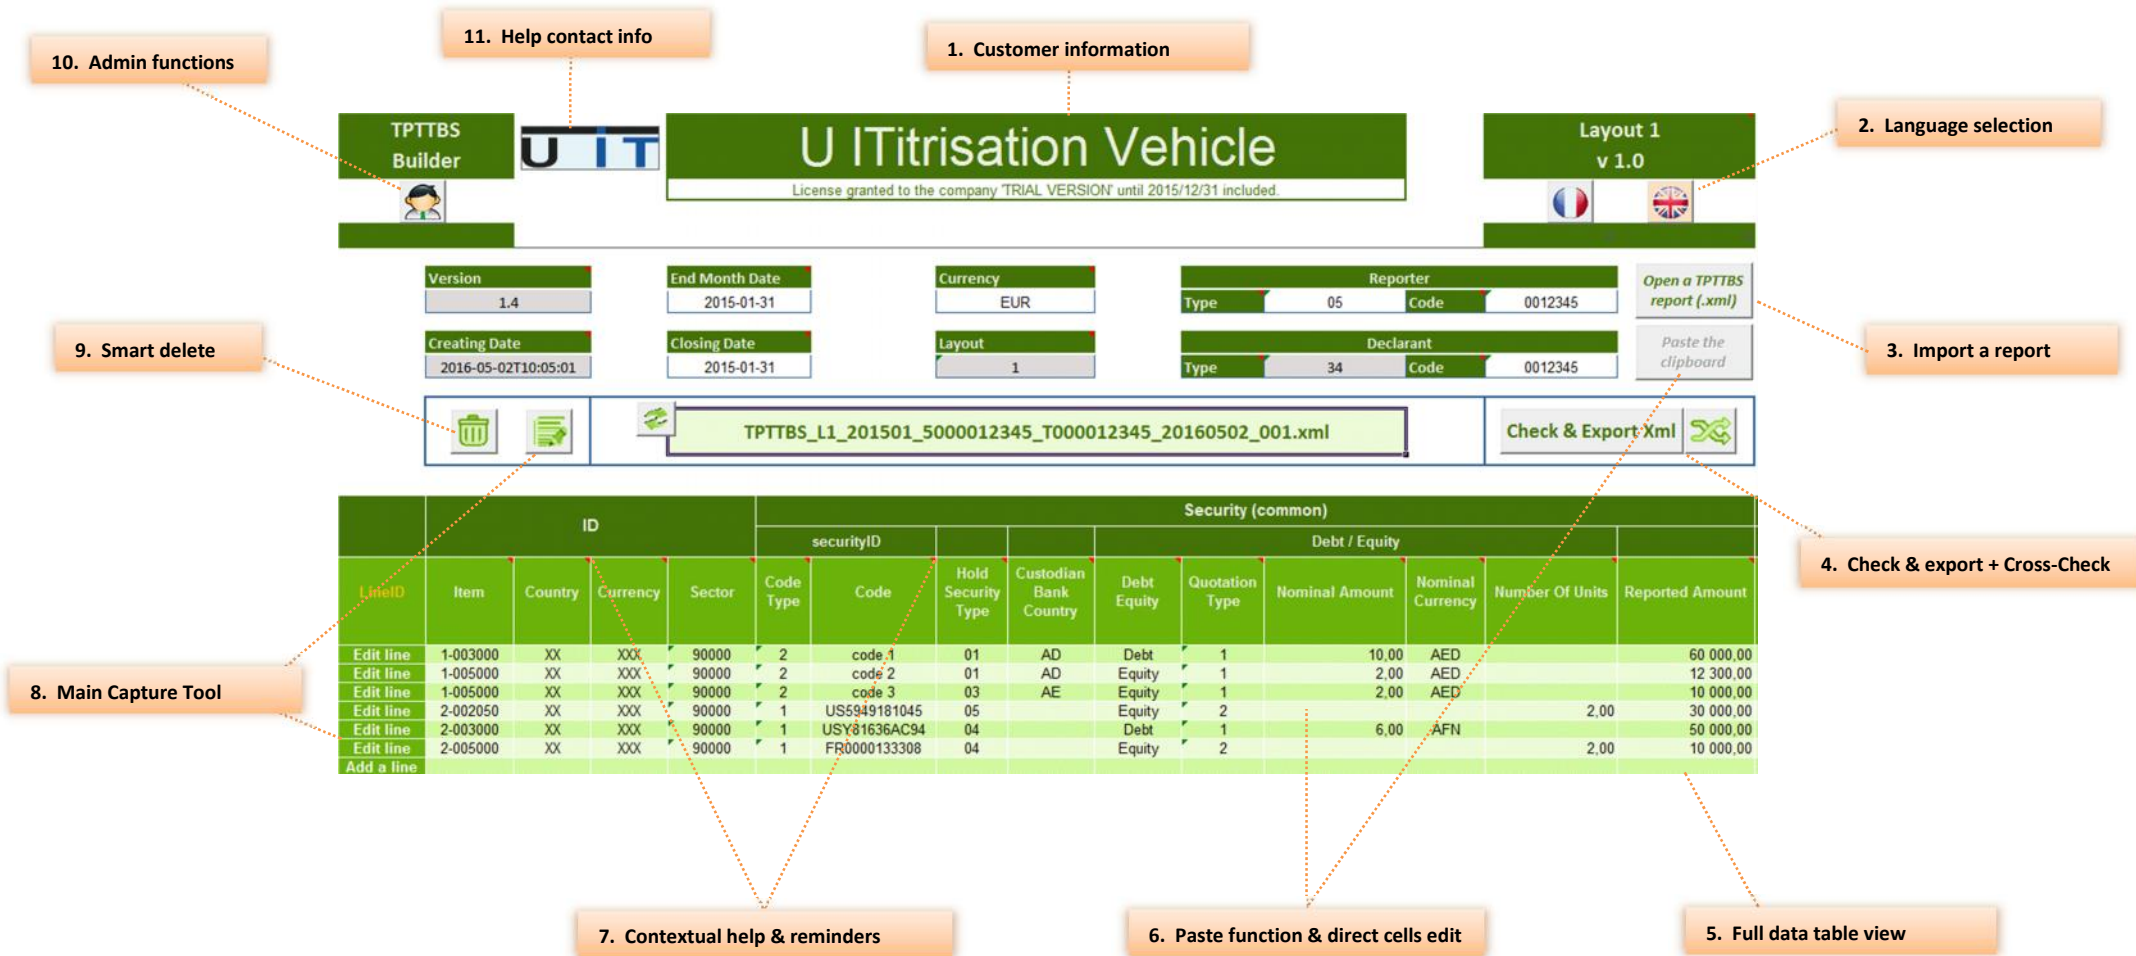 11. Help contact info
1. Customer information
10. Admin functions
TPTTBS
Builder
U IT
U ITitrisation Vehicle
License granted to the company 'TRIAL VERSION' until 2015/12/31 included.
Layout 1
v 1.0
2. Language selection
Version
1.4
End Month Date
2015-01-31
Currency
EUR
Reporter
Type 05 Code 0012345
Open a TPTTBS
report (.xml)
9. Smart delete
Creating Date
2016-05-02T10:05:01
Closing Date
2015-01-31
Layout
1
Declarant
Type 34 Code 0012345
Paste the
clipboard
3. Import a report
TPTTBS_L1_201501_5000012345_T000012345_20160502_001.xml
Check & Export Xml
4. Check & export + Cross-Check
ID
Security (common)
securityID
Debt / Equity
LineID Item Country Currency Sector Code Type Code Hold Security Type Custodian Bank Country Debt Equity Quotation Type Nominal Amount Nominal Currency Number Of Units Reported Amount
Edit line 1-003000 XX XXX 90000 2 code 1 01 AD Debt 1 10,00 AED 60 000,00
Edit line 1-005000 XX XXX 90000 2 code 2 01 AD Equity 1 2,00 AED 12 300,00
Edit line 1-005000 XX XXX 90000 2 code 3 03 AE Equity 1 2,00 AED 10 000,00
Edit line 2-002050 XX XXX 90000 1 US5949181045 05 Equity 2 2,00 30 000,00
Edit line 2-003000 XX XXX 90000 1 USY81636AC94 04 Debt 1 6,00 AFN 50 000,00
Edit line 2-005000 XX XXX 90000 1 FR0000133308 04 Equity 2 2,00 10 000,00
Add a line
8. Main Capture Tool
7. Contextual help & reminders
6. Paste function & direct cells edit
5. Full data table view